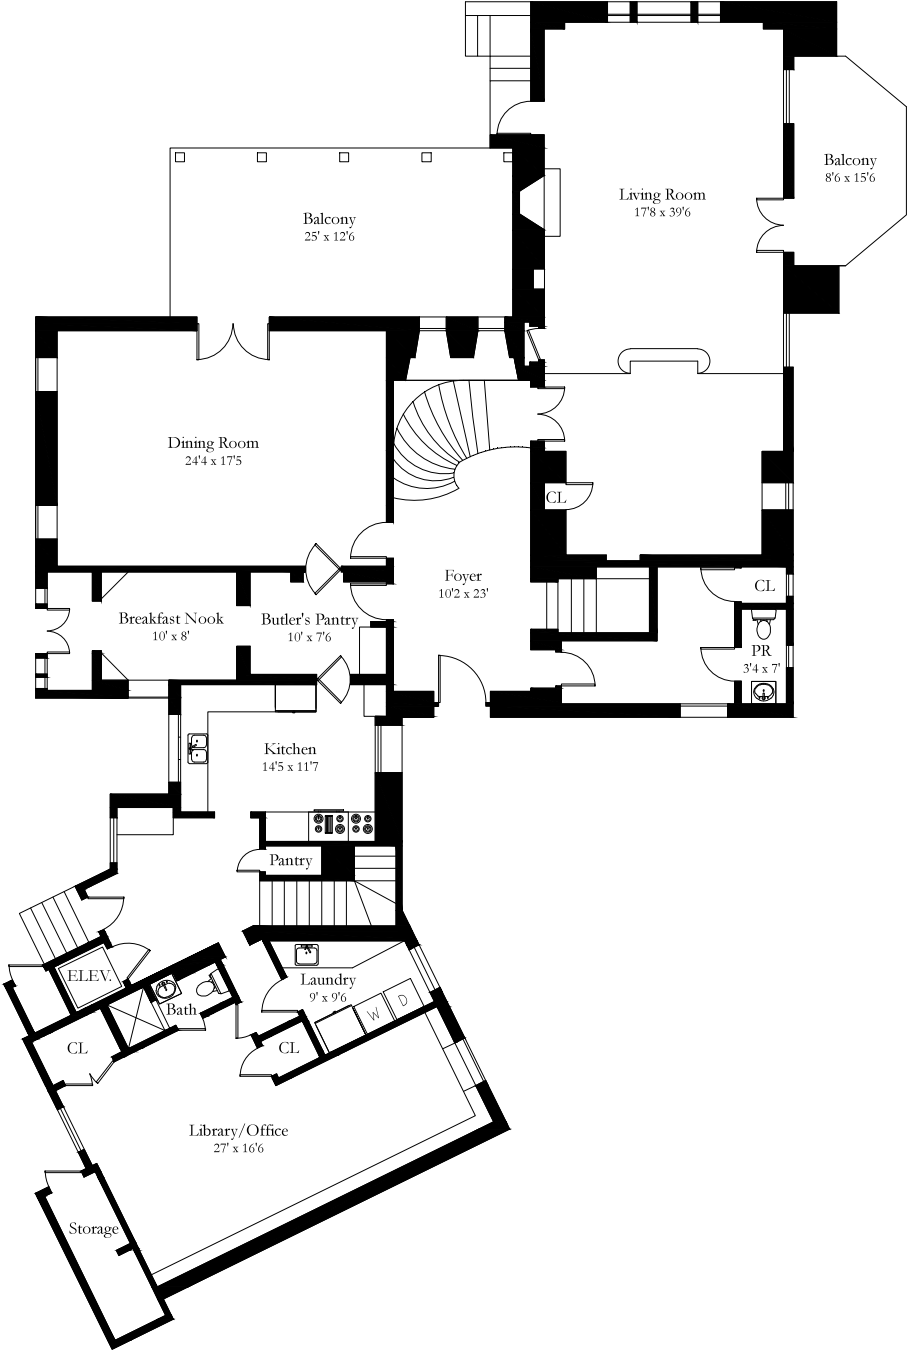 Living Room
17'8 x 39'6
Balcony
8'6 x 15'6
Balcony
25' x 12'6
Dining Room
24'4 x 17'5
CL
Foyer
10'2 x 23'
CL
Breakfast Nook
10' x 8'
Butler's Pantry
10' x 7'6
PR
3'4 x 7'
Kitchen
14'5 x 11'7
Pantry
ELEV.
Laundry
9' x 9'6
Bath
W
D
CL
CL
Library/Office
27' x 16'6
Storage